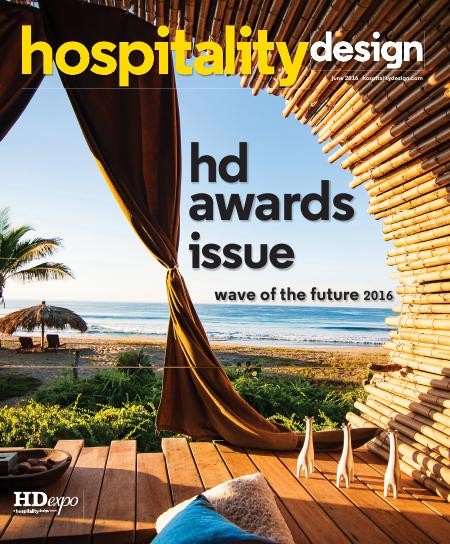 hospitalitydesign
june 2016 hospitalitydesign.com
hd
awards
issue
wave of the future 2016
HDexpo